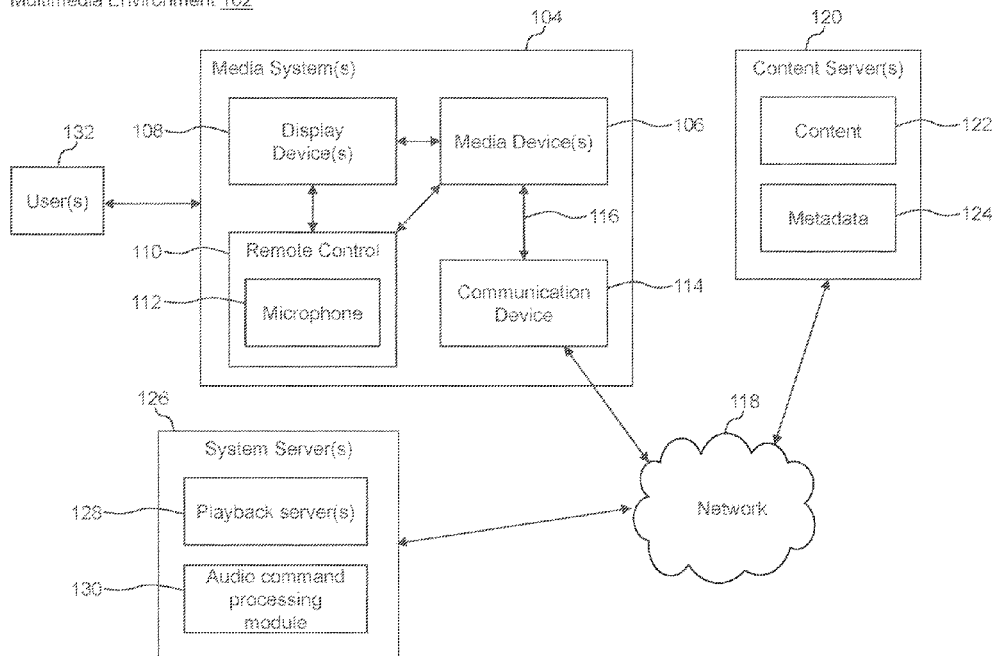 Multimedia Environment 102
104
120
Media System(s)
Content Server(s)
132
108
Display
Device(s)
Media Device(s)
106
Content
122
User(s)
116
Metadata
124
110
Remote Control
112
Microphone
Communication
Device
114
126
118
System Server(s)
128
Playback server(s)
Network
130
Audio command
processing
module